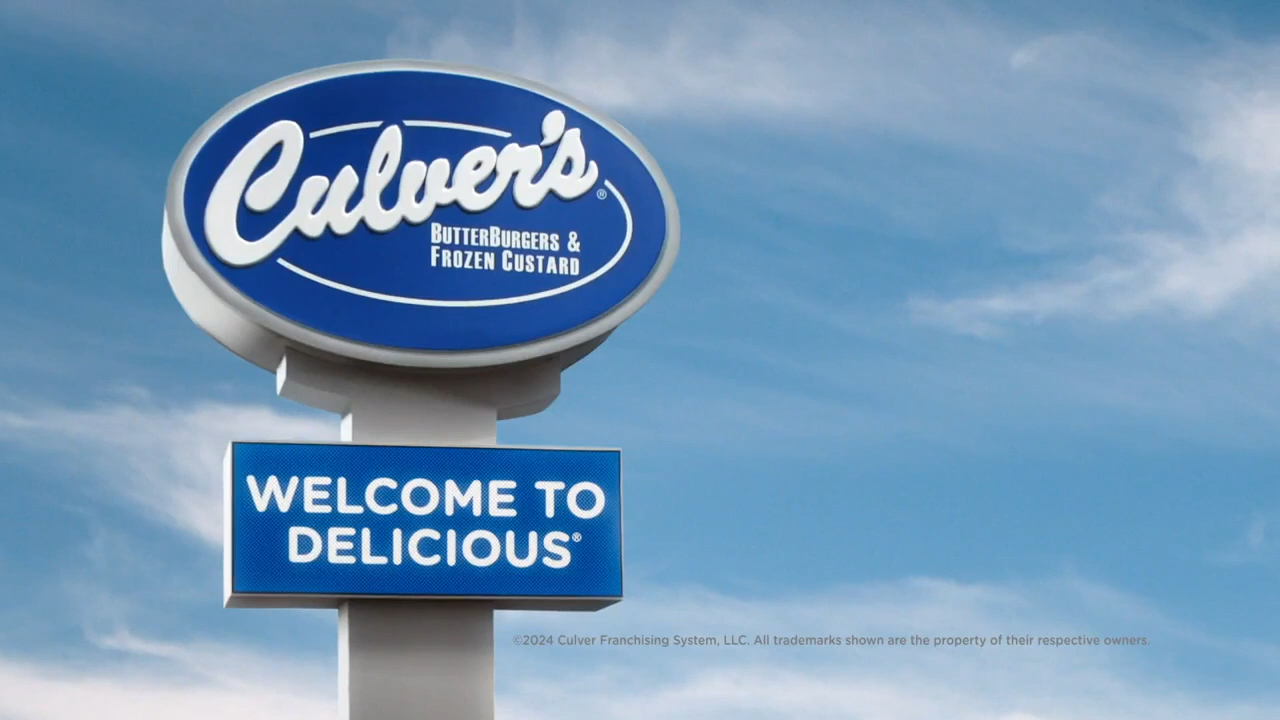 Culver's®
ButterBurgers &
Frozen Custard
WELCOME TO
DELICIOUS®
©2024 Culver Franchising System, LLC. All trademarks shown are the property of their respective owners.